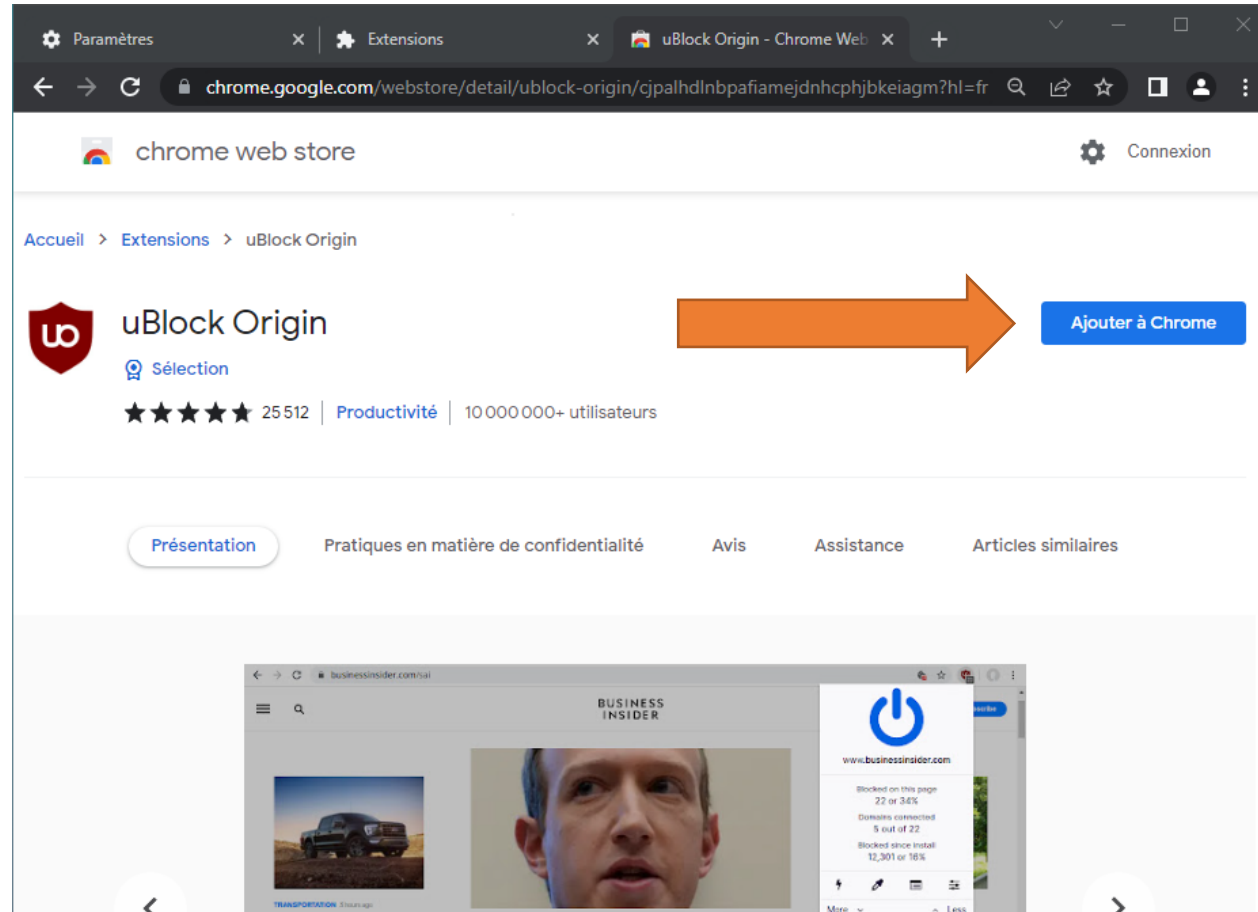 Paramètres
Extensions
uBlock Origin - Chrome Web
chrome.google.com/webstore/detail/ublock-origin/cjpalhdlnbpafiamejdnhcphjbkeiagm?hl=fr
chrome web store
Connexion
Accueil > Extensions > uBlock Origin
uBlock Origin
Ajouter à Chrome
Sélection
25 512 | Productivité | 10 000 000+ utilisateurs
Présentation
Pratiques en matière de confidentialité
Avis
Assistance
Articles similaires
businessinsider.com/sai
BUSINESS
INSIDER
www.businessinsider.com
Blocked on this page
22 or 34%
Domains connected
5 out of 22
Blocked since install
12,301 or 16%
More
Less
TRANSPORTATION